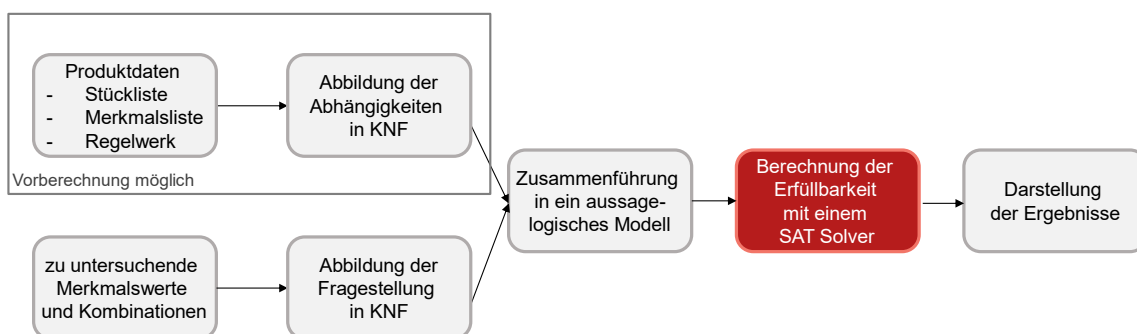 Produktdaten
- Stückliste
- Merkmalsliste
- Regelwerk
Abbildung der
Abhängigkeiten
in KNF
Vorberechnung möglich
Zusammenführung
in ein aussage-
logisches Modell
Berechnung der
Erfüllbarkeit
mit einem
SAT Solver
Darstellung
der Ergebnisse
zu untersuchende
Merkmalswerte
und Kombinationen
Abbildung der
Fragestellung
in KNF